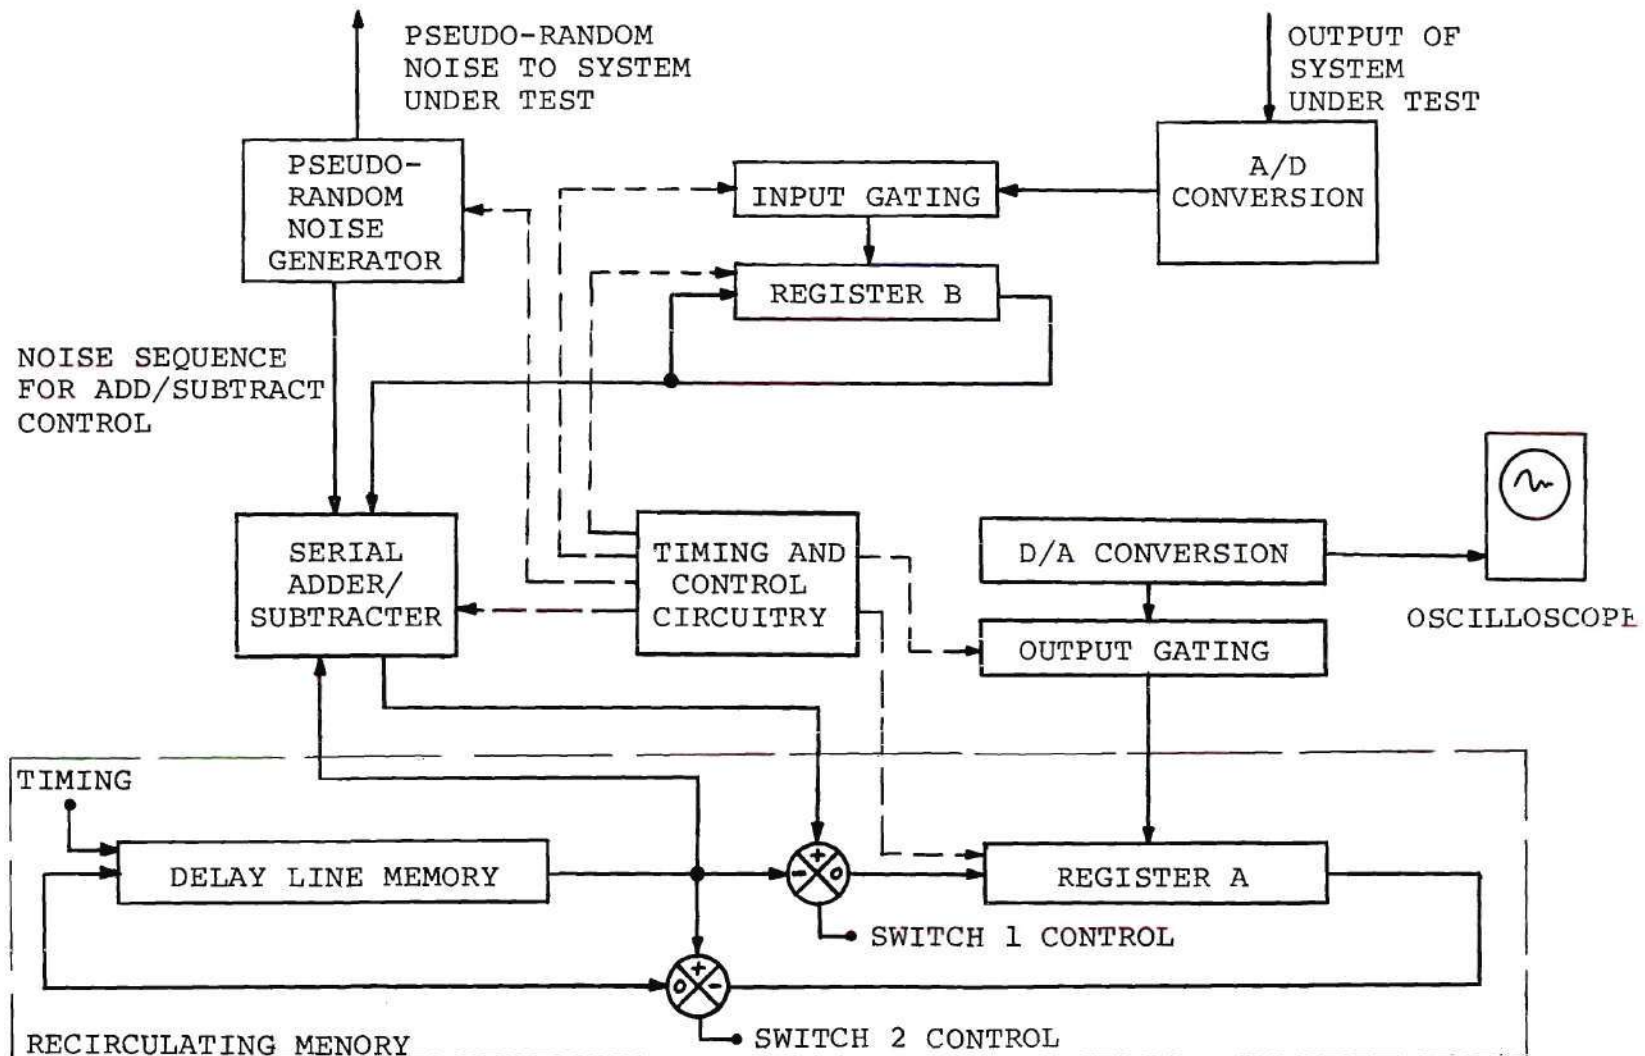 PSEUDO-RANDOM
NOISE TO SYSTEM
UNDER TEST
OUTPUT OF
SYSTEM
UNDER TEST
PSEUDO-
RANDOM
NOISE
GENERATOR
INPUT GATING
A/D
CONVERSION
REGISTER B
NOISE SEQUENCE
FOR ADD/SUBTRACT
CONTROL
SERIAL
ADDER/
SUBTRACTER
TIMING AND
CONTROL
CIRCUITRY
D/A CONVERSION
OUTPUT GATING
OSCILLOSCOPE
TIMING
DELAY LINE MEMORY
+
- 0
REGISTER A
SWITCH 1 CONTROL
+
0 -
SWITCH 2 CONTROL
RECIRCULATING MENORY